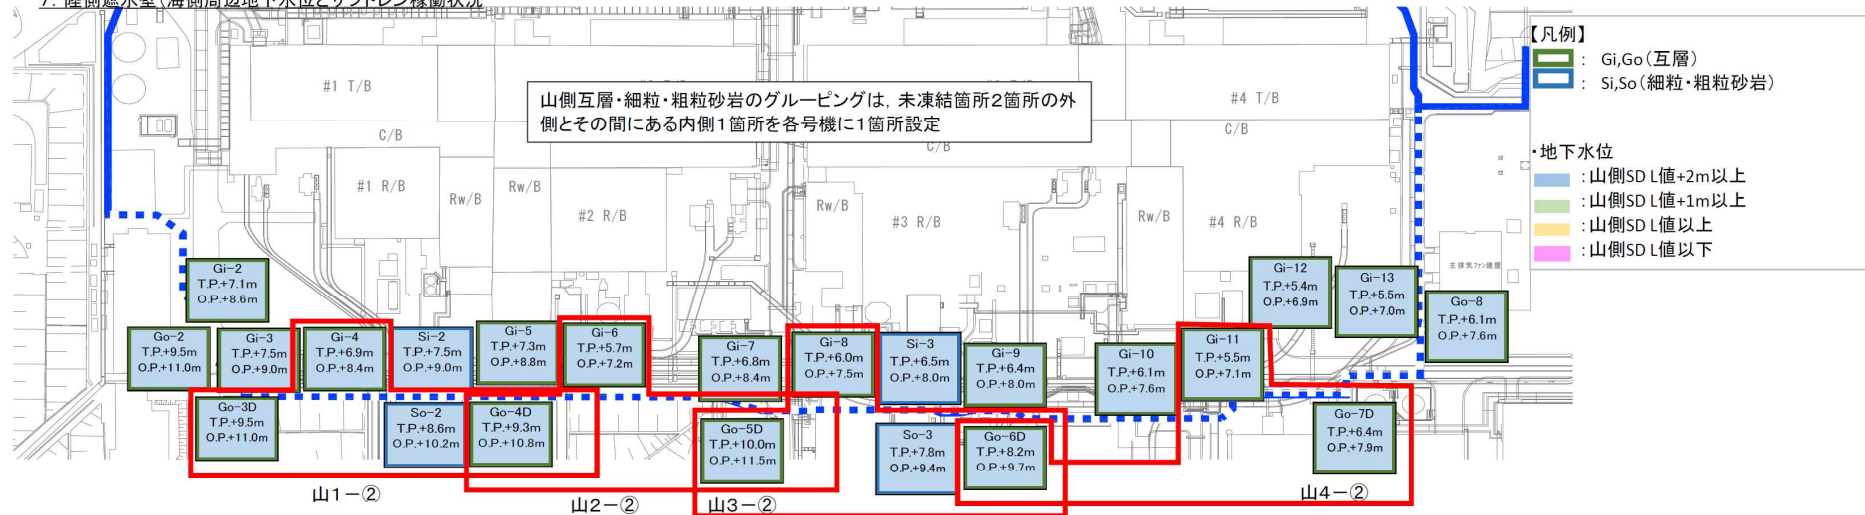 7. 陸側遮水壁(海側周辺地下水位とサブドレン稼働状況
【凡例】
: Gi,Go(互層)
: Si,So(細粒・粗粒砂岩)
・地下水位
:山側SD L値+2m以上
:山側SD L値+1m以上
:山側SD L値以上
:山側SD L値以下
山側互層・細粒・粗粒砂岩のグルーピングは, 未凍結箇所2箇所の外
側とその間にある内側1箇所を各号機に1箇所設定
#1 T/B
#4 T/B
C/B
C/B
C/B
#1 R/B
Rw/B
Rw/B
#2 R/B
Rw/B
#3 R/B
Rw/B
#4 R/B
主排気ファン建屋
Gi-2
T.P.+7.1m
O.P.+8.6m
Gi-12
T.P.+5.4m
O.P.+6.9m
Gi-13
T.P.+5.5m
O.P.+7.0m
Go-8
T.P.+6.1m
O.P.+7.6m
Go-2
T.P.+9.5m
O.P.+11.0m
Gi-3
T.P.+7.5m
O.P.+9.0m
Gi-4
T.P.+6.9m
O.P.+8.4m
Si-2
T.P.+7.5m
O.P.+9.0m
Gi-5
T.P.+7.3m
O.P.+8.8m
Gi-6
T.P.+5.7m
O.P.+7.2m
Gi-7
T.P.+6.8m
O.P.+8.4m
Gi-8
T.P.+6.0m
O.P.+7.5m
Si-3
T.P.+6.5m
O.P.+8.0m
Gi-9
T.P.+6.4m
O.P.+8.0m
Gi-10
T.P.+6.1m
O.P.+7.6m
Gi-11
T.P.+5.5m
O.P.+7.1m
Go-3D
T.P.+9.5m
O.P.+11.0m
So-2
T.P.+8.6m
O.P.+10.2m
Go-4D
T.P.+9.3m
O.P.+10.8m
Go-5D
T.P.+10.0m
O.P.+11.5m
So-3
T.P.+7.8m
O.P.+9.4m
Go-6D
T.P.+8.2m
O.P.+9.7m
Go-7D
T.P.+6.4m
O.P.+7.9m
山1-②
山2-②
山3-②
山4-②